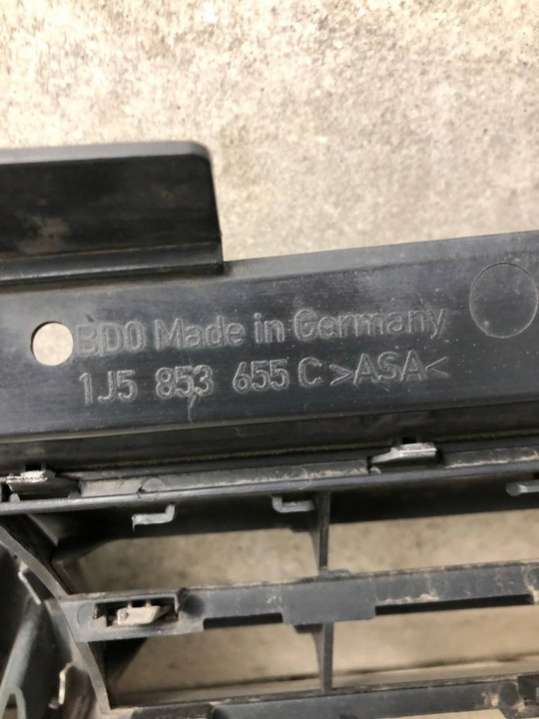 BDO Made in Germany
1J5 853 655 C >ASA<